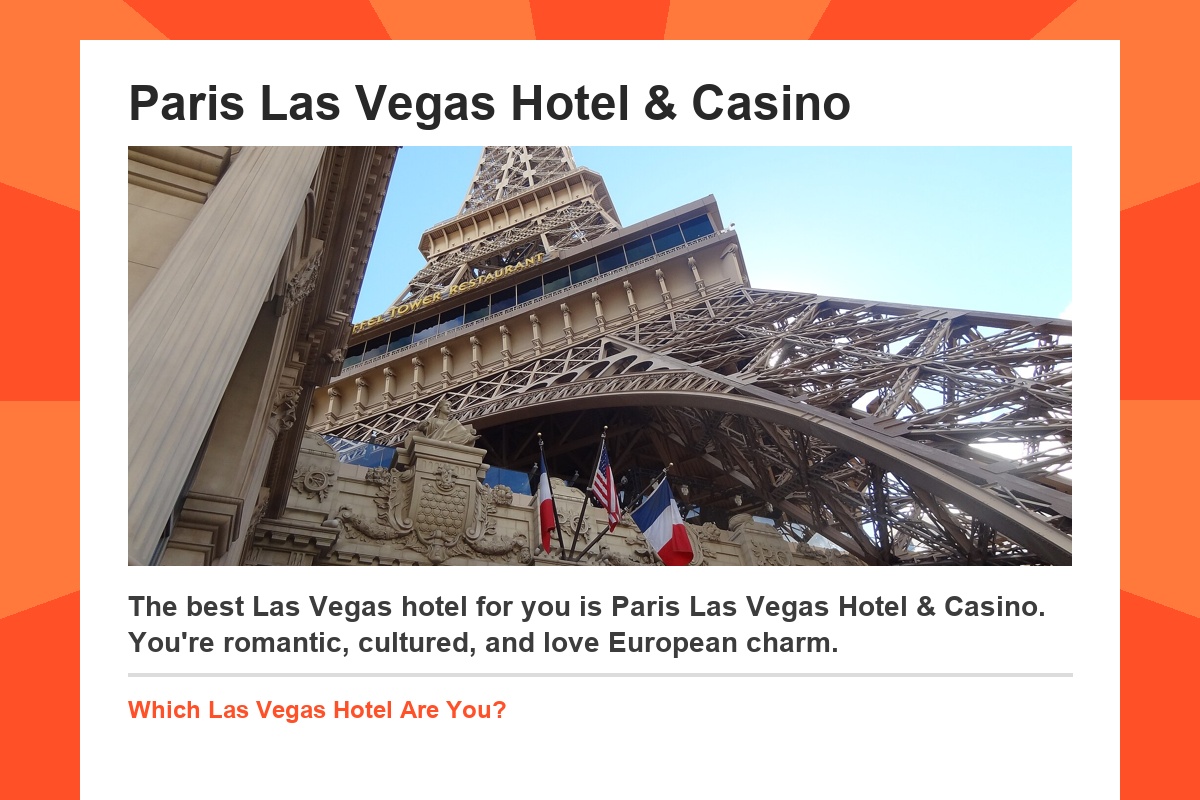 Paris Las Vegas Hotel & Casino
TOWER RESTAURANT
The best Las Vegas hotel for you is Paris Las Vegas Hotel & Casino.
You're romantic, cultured, and love European charm.
Which Las Vegas Hotel Are You?